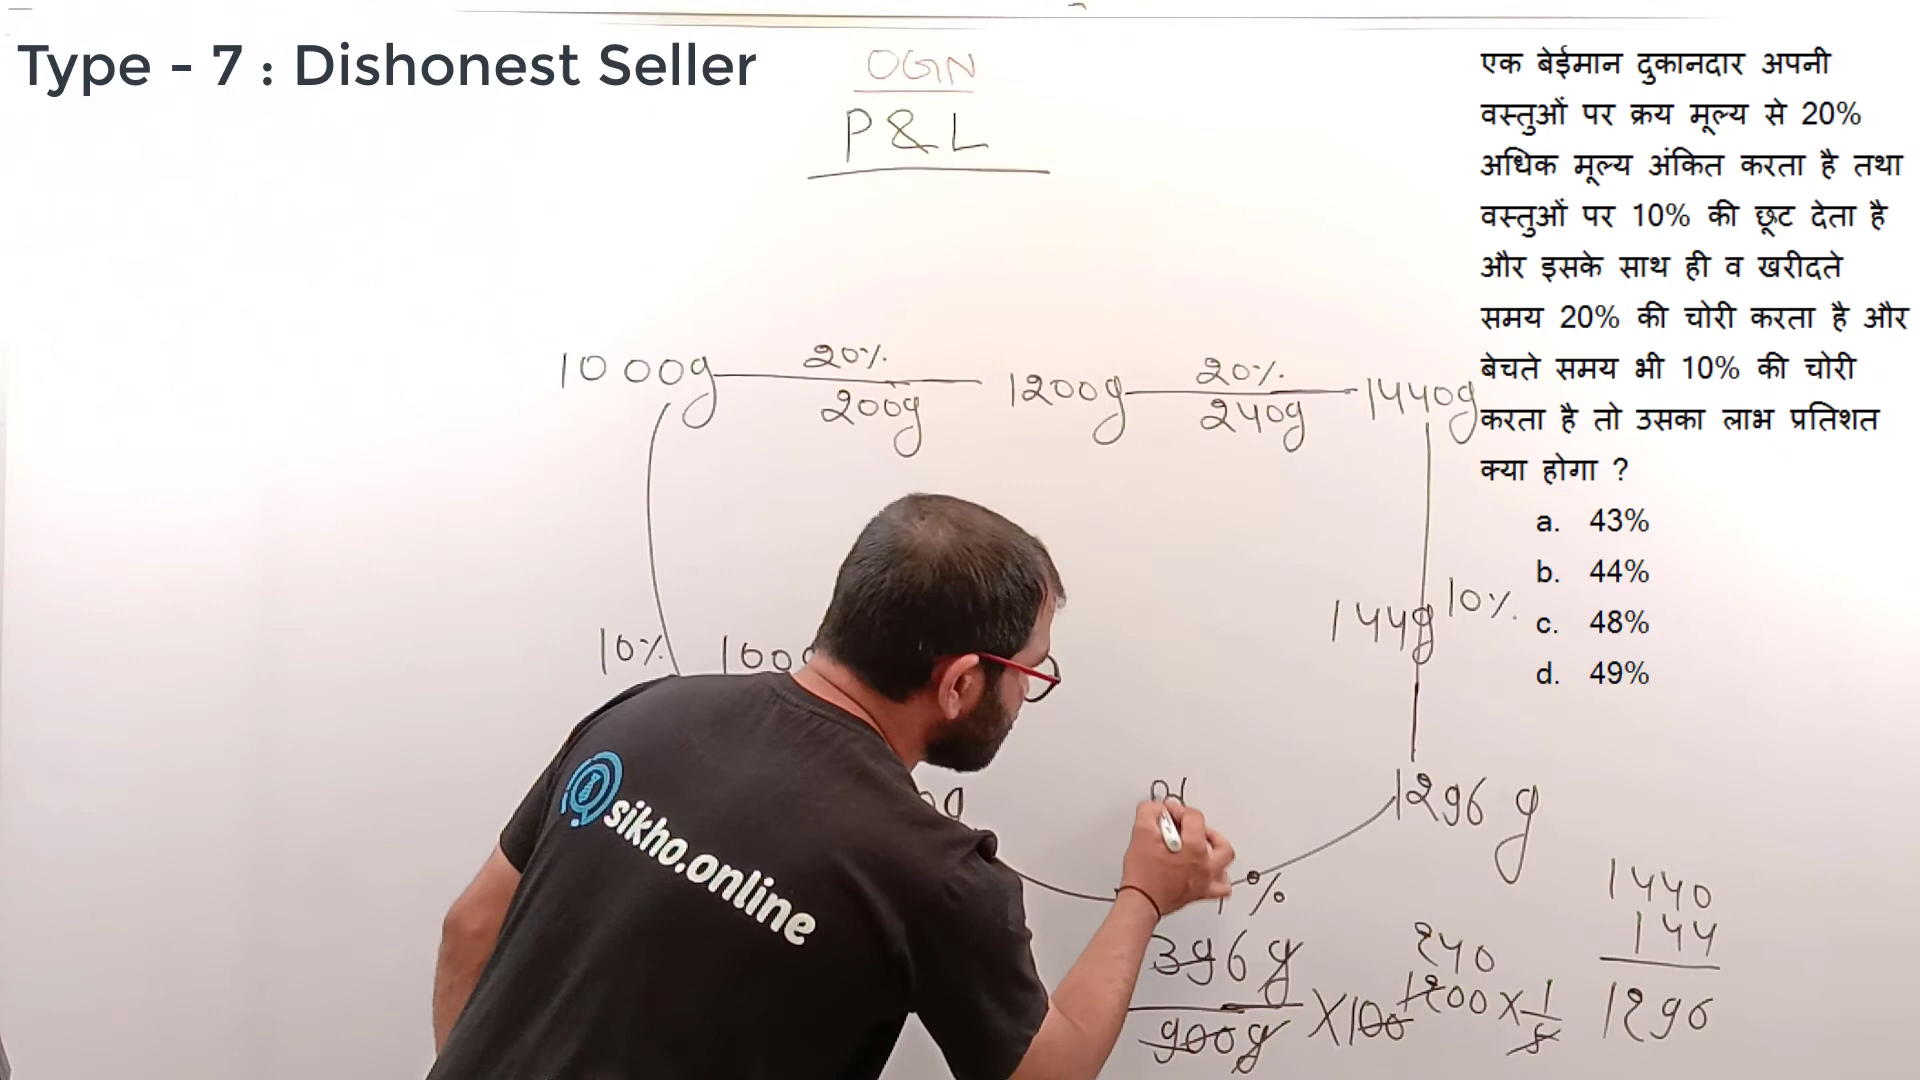 Type - 7 : Dishonest Seller
OGN
P & L
एक बेईमान दुकानदार अपनी
वस्तुओं पर क्रय मूल्य से 20%
अधिक मूल्य अंकित करता है तथा
वस्तुओं पर 10% की छूट देता है
और इसके साथ ही व खरीदते
समय 20% की चोरी करता है और
बेचते समय भी 10% की चोरी
करता है तो उसका लाभ प्रतिशत
क्या होगा ?
a. 43%
b. 44%
c. 48%
d. 49%
1000g 20% 200g 1200g 20% 240g 1440g
10% 100
144g 10%
1296 g
%
396 g
900g
X100
240
1200 X 1/5
1440
144
1296
sikho.online